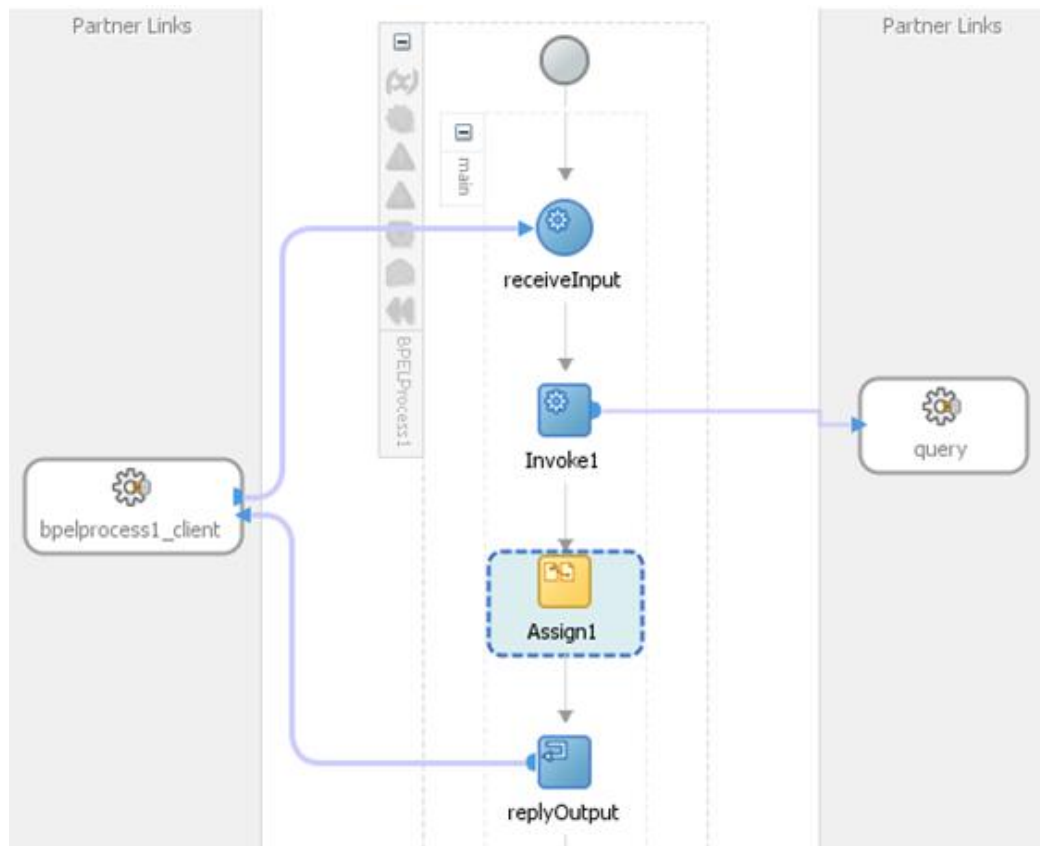 Partner Links
Partner Links
main
receiveInput
BPELProcess1
Invoke1
query
bpelprocess1_client
Assign1
replyOutput